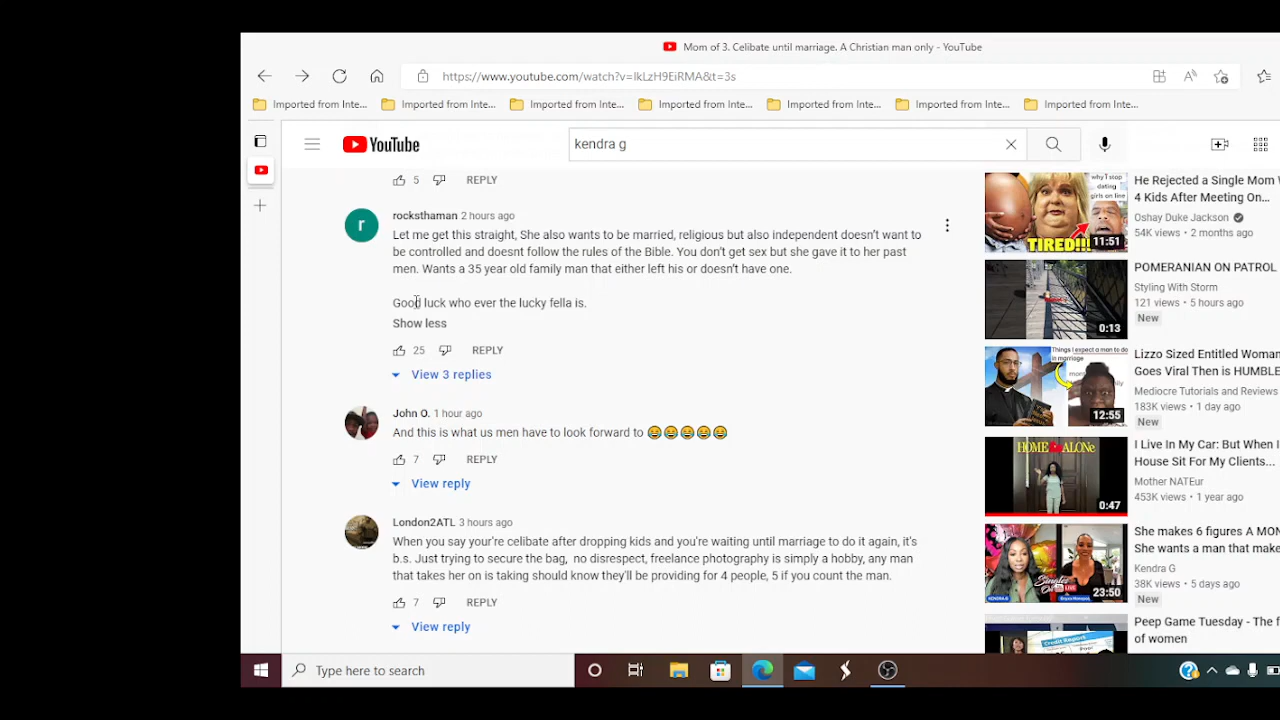 Mom of 3. Celibate until marriage. A Christian man only - YouTube
https://www.youtube.com/watch?v=IkLzH9EiRMA&t=3s
Imported from Inte...
Imported from Inte...
Imported from Inte...
Imported from Inte...
Imported from Inte...
Imported from Inte...
Imported from Inte...
YouTube
kendra g
5 REPLY
r
rocksthaman 2 hours ago
Let me get this straight, She also wants to be married, religious but also independent doesn't want to
be controlled and doesnt follow the rules of the Bible. You don't get sex but she gave it to her past
men. Wants a 35 year old family man that either left his or doesn't have one.
Good luck who ever the lucky fella is.
Show less
25 REPLY
View 3 replies
John O. 1 hour ago
And this is what us men have to look forward to 😂😂😂😂😂
7 REPLY
View reply
London2ATL 3 hours ago
When you say your're celibate after dropping kids and you're waiting until marriage to do it again, it's
b.s. Just trying to secure the bag, no disrespect, freelance photography is simply a hobby, any man
that takes her on is taking should know they'll be providing for 4 people, 5 if you count the man.
7 REPLY
View reply
why I stop
dating
girls on line
TIRED!!!
11:51
He Rejected a Single Mom W
4 Kids After Meeting On...
Oshay Duke Jackson
54K views • 2 months ago
0:13
POMERANIAN ON PATROL
Styling With Storm
121 views • 5 hours ago
New
Things I expect a man to do
in marriage
12:55
Lizzo Sized Entitled Woman
Goes Viral Then is HUMBLE
Mediocre Tutorials and Reviews
183K views • 1 day ago
New
HOME ALONe
0:47
I Live In My Car: But When I
House Sit For My Clients...
Mother NATEur
453K views • 1 year ago
23:50
She makes 6 figures A MON
She wants a man that make
Kendra G
38K views • 5 days ago
New
Peep Game Tuesday - The f
of women
Type here to search